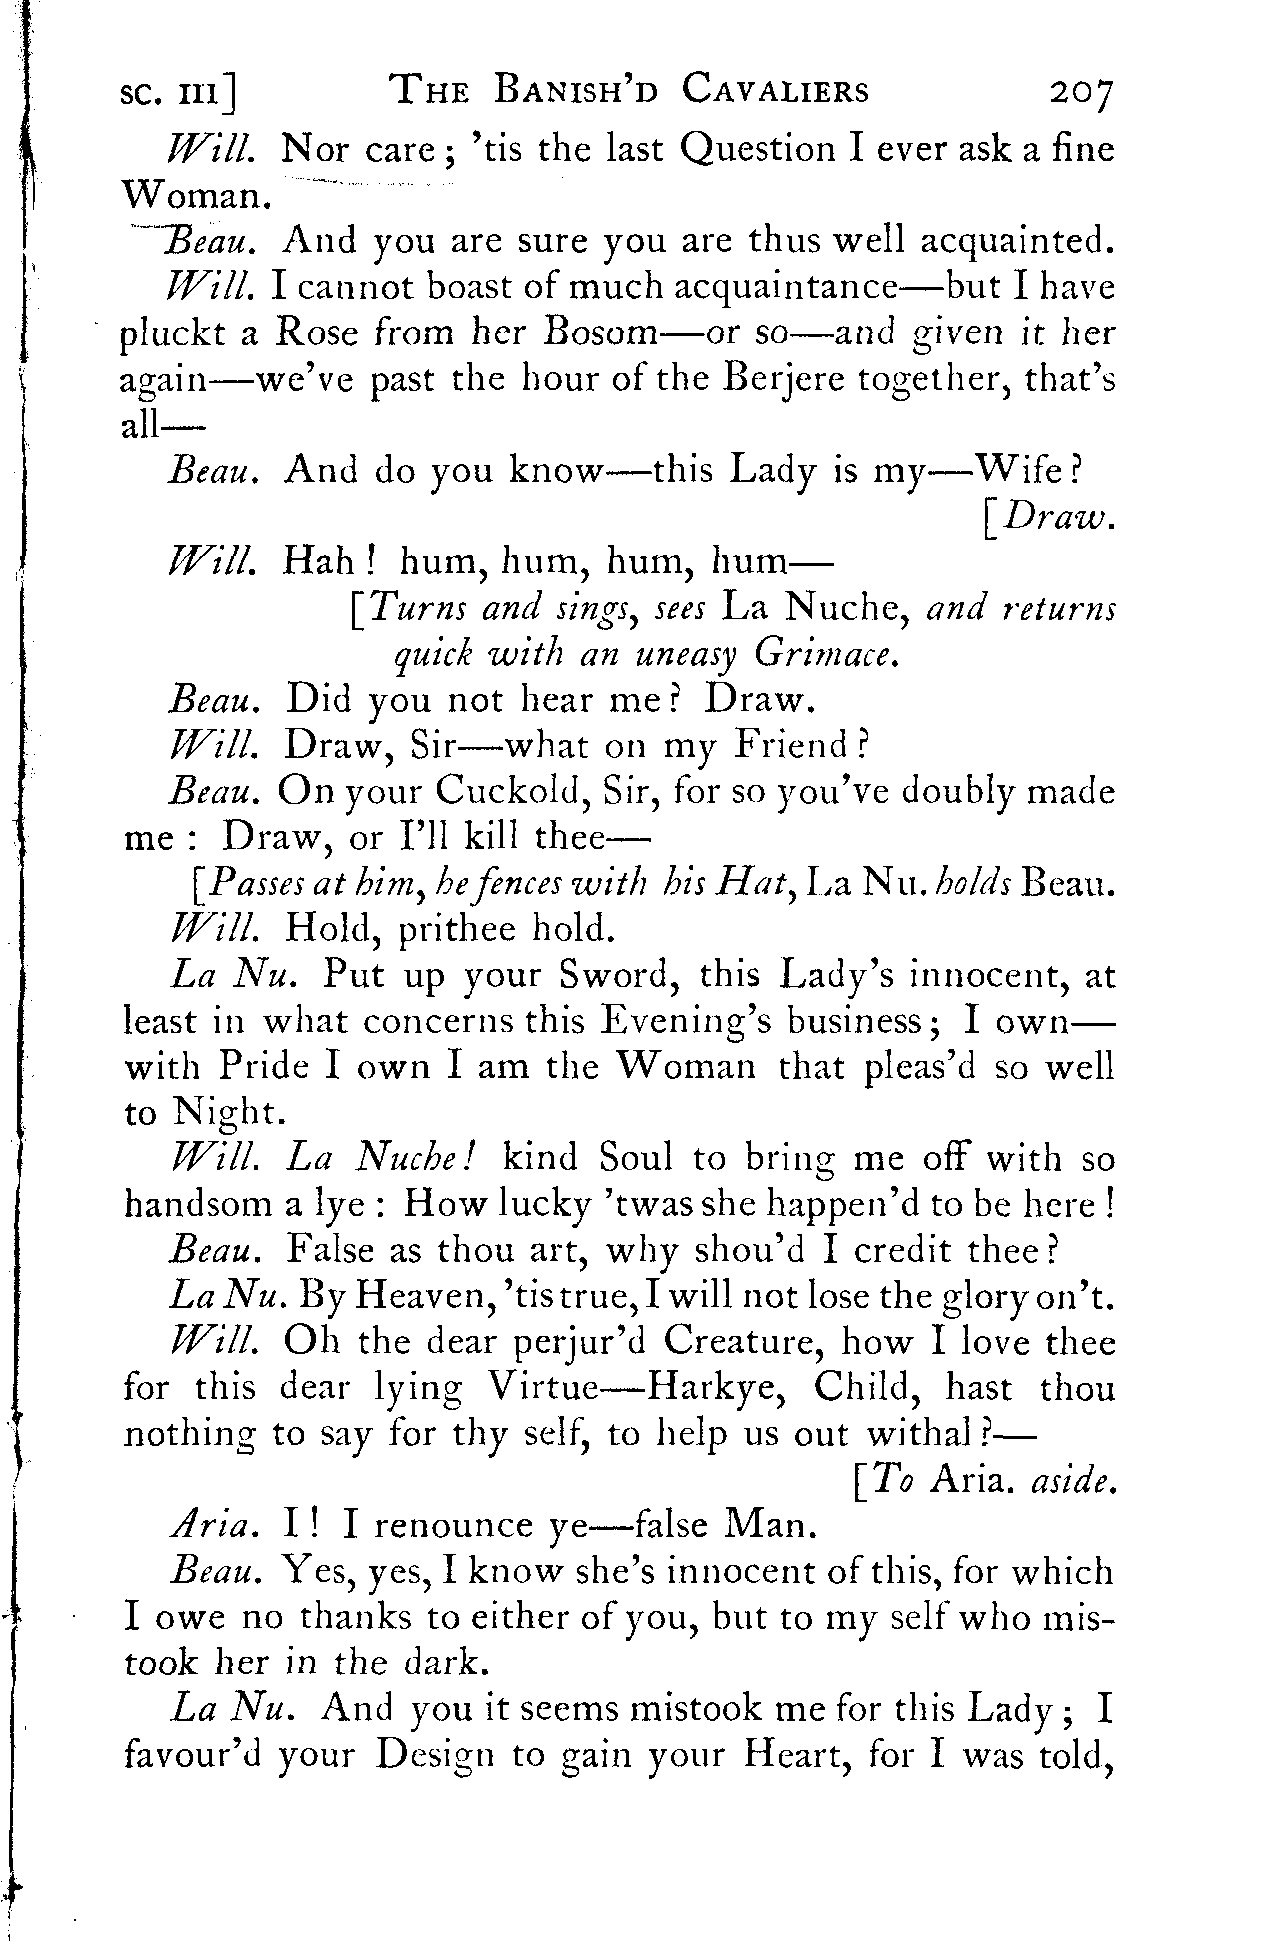 SC. III] THE BANISH'D CAVALIERS 207
Will. Nor care; 'tis the last Question I ever ask a fine
Woman.
Beau. And you are sure you are thus well acquainted.
Will. I cannot boast of much acquaintance—but I have
pluckt a Rose from her Bosom—or so—and given it her
again—we've past the hour of the Berjere together, that's
all—
Beau. And do you know—this Lady is my—Wife?
[Draw.
Will. Hah! hum, hum, hum, hum—
[Turns and sings, sees La Nuche, and returns
quick with an uneasy Grimace.
Beau. Did you not hear me? Draw.
Will. Draw, Sir—what on my Friend?
Beau. On your Cuckold, Sir, for so you've doubly made
me: Draw, or I'll kill thee—
[Passes at him, he fences with his Hat, La Nu. holds Beau.
Will. Hold, prithee hold.
La Nu. Put up your Sword, this Lady's innocent, at
least in what concerns this Evening's business; I own—
with Pride I own I am the Woman that pleas'd so well
to Night.
Will. La Nuche! kind Soul to bring me off with so
handsom a lye: How lucky 'twas she happen'd to be here!
Beau. False as thou art, why shou'd I credit thee?
La Nu. By Heaven, 'tis true, I will not lose the glory on't.
Will. Oh the dear perjur'd Creature, how I love thee
for this dear lying Virtue—Harkye, Child, hast thou
nothing to say for thy self, to help us out withal?—
[To Aria. aside.
Aria. I! I renounce ye—false Man.
Beau. Yes, yes, I know she's innocent of this, for which
I owe no thanks to either of you, but to my self who mis-
took her in the dark.
La Nu. And you it seems mistook me for this Lady; I
favour'd your Design to gain your Heart, for I was told,